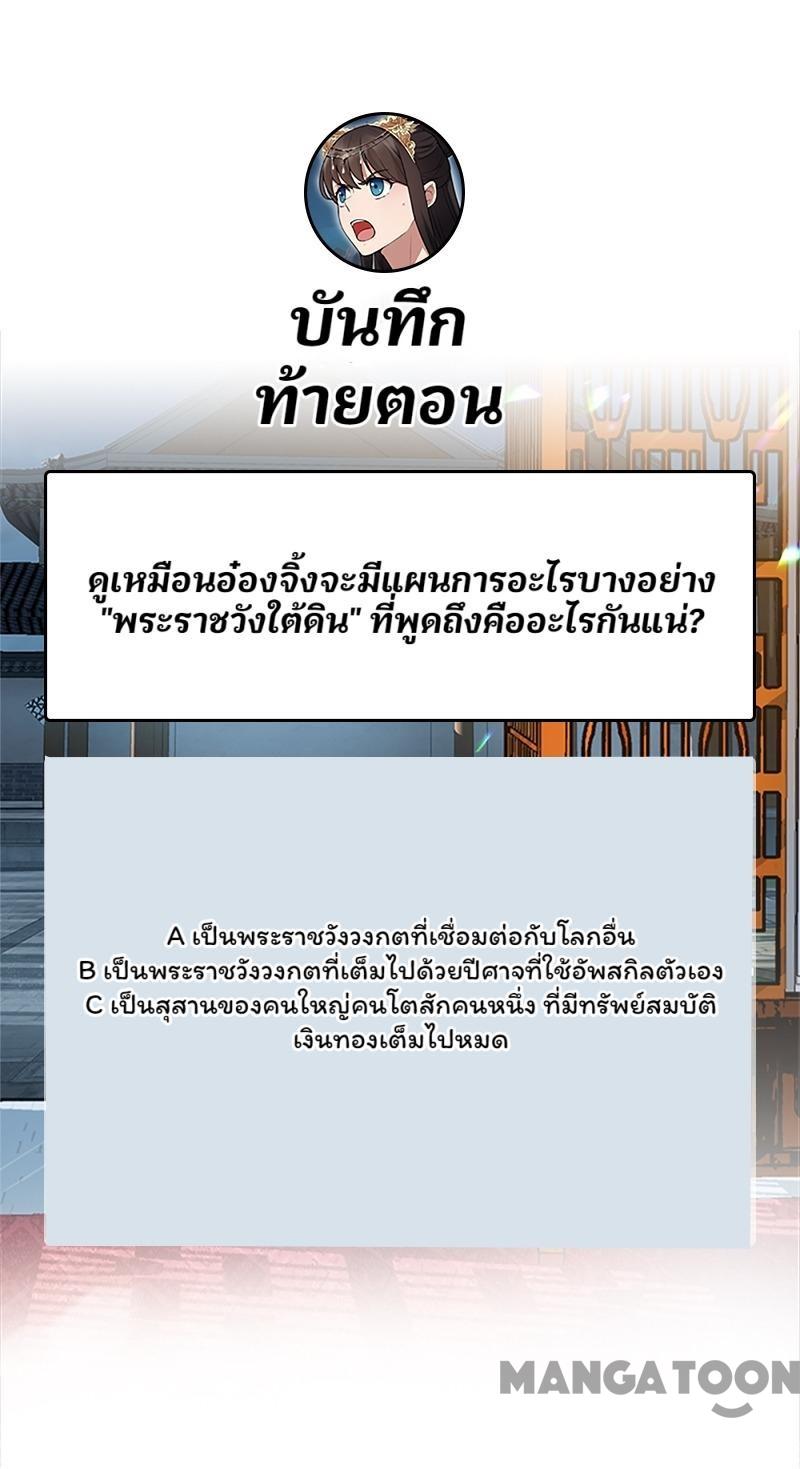 บันทึก
ท้ายตอน
ดูเหมือนอ๋องจิ้งจะมีแผนการอะไรบางอย่าง
"พระราชวังใต้ดิน" ที่พูดถึงคืออะไรกันแน่?
A เป็นพระราชวังวงกตที่เชื่อมต่อกับโลกอื่น
B เป็นพระราชวังวงกตที่เต็มไปด้วยปีศาจที่ใช้อัพสกิลตัวเอง
C เป็นสุสานของคนใหญ่คนโตสักคนหนึ่ง ที่มีทรัพย์สมบัติ
เงินทองเต็มไปหมด
MANGATOON